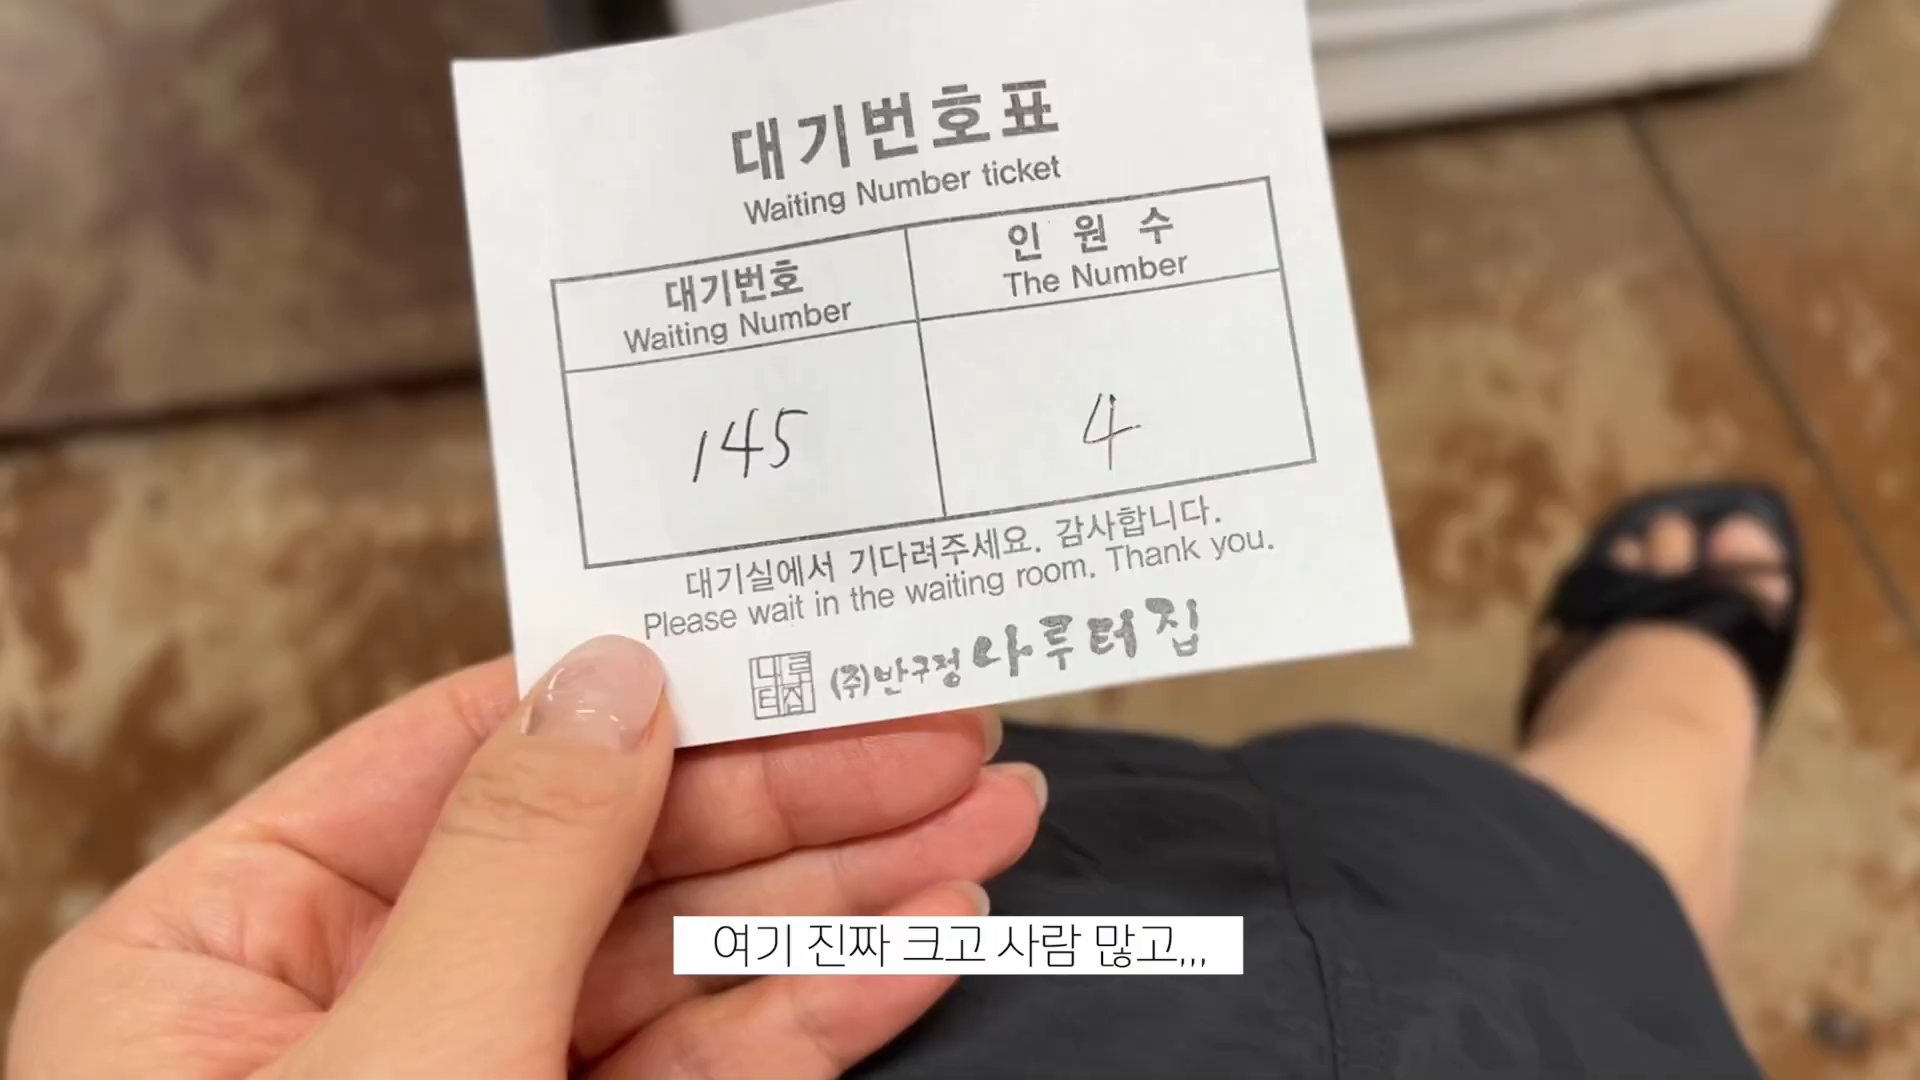 대기번호표
Waiting Number ticket
대기번호
Waiting Number
인 원 수
The Number
145
4
대기실에서 기다려주세요. 감사합니다.
Please wait in the waiting room. Thank you.
나루
터집
(주)반구정 나루터집
여기 진짜 크고 사람 많고,,,